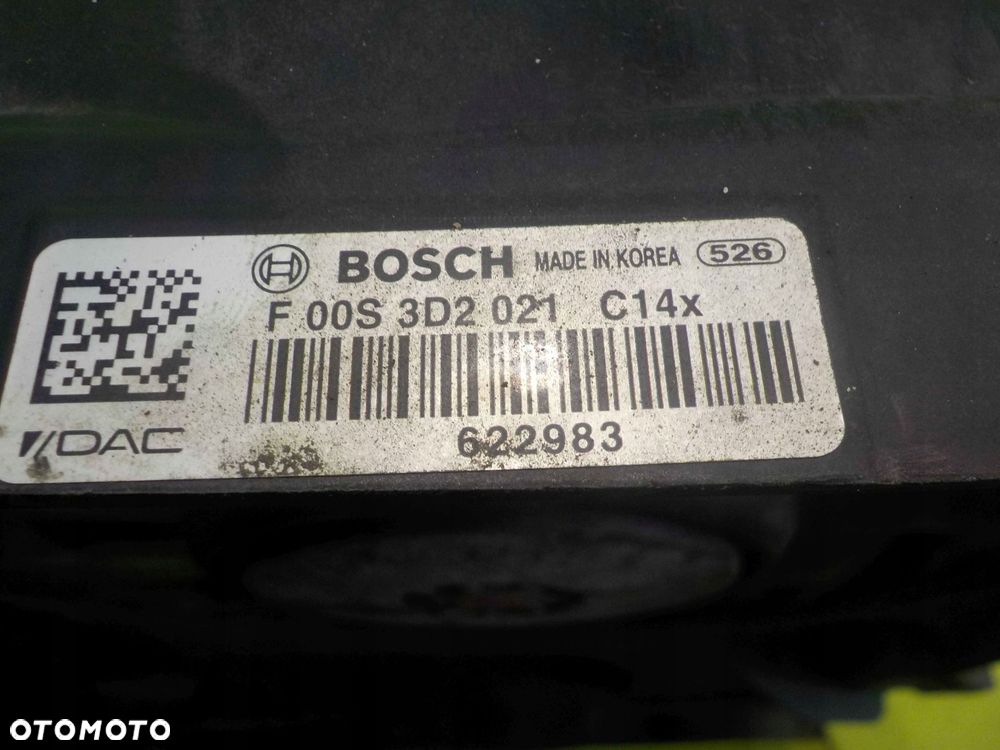 BOSCH MADE IN KOREA 526
F 00S 3D2 021 C14x
DAC
622983
OTOMOTO